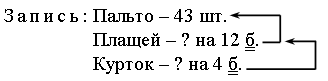 Запись: Пальто – 43 шт.
Плащей – ? на 12 б.
Курток – ? на 4 б.